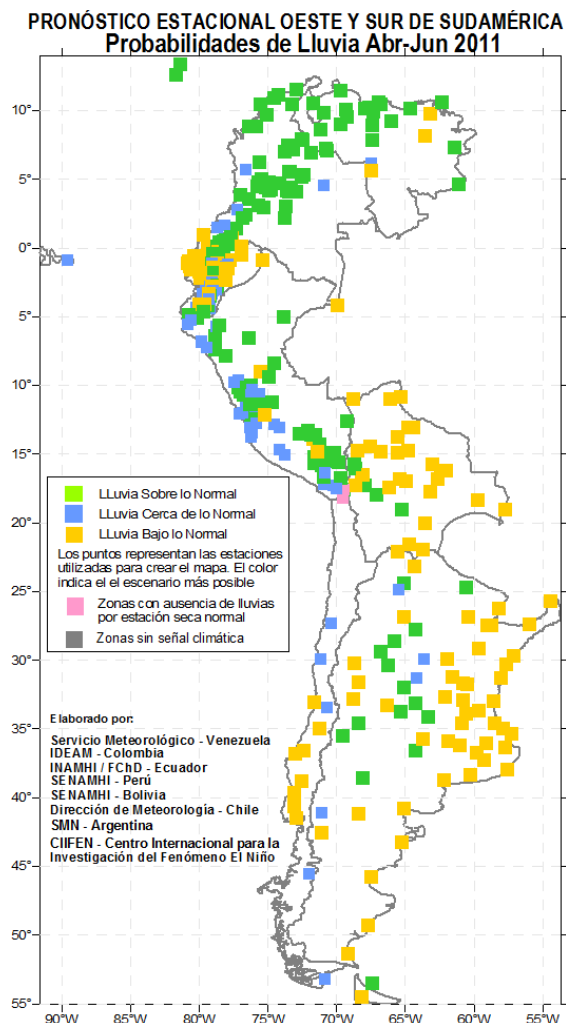 PRONÓSTICO ESTACIONAL OESTE Y SUR DE SUDAMÉRICA
Probabilidades de Lluvia Abr-Jun 2011
10°
5°
0°
5°
10°
15°
LLuvia Sobre lo Normal
LLuvia Cerca de lo Normal
LLuvia Bajo lo Normal
Los puntos representan las estaciones
utilizadas para crear el mapa. El color
indica el el escenario más posible
Zonas con ausencia de lluvias
por estación seca normal
Zonas sin señal climática
20°
25°
30°
35°
Elaborado por:
Servicio Meteorológico - Venezuela
IDEAM - Colombia
INAMHI / FChD - Ecuador
SENAMHI - Perú
SENAMHI - Bolivia
Dirección de Meteorología - Chile
SMN - Argentina
CIIFEN - Centro Internacional para la
Investigación del Fenómeno El Niño
40°
45°
50°
55°
90°W 85°W 80°W 75°W 70°W 65°W 60°W 55°W